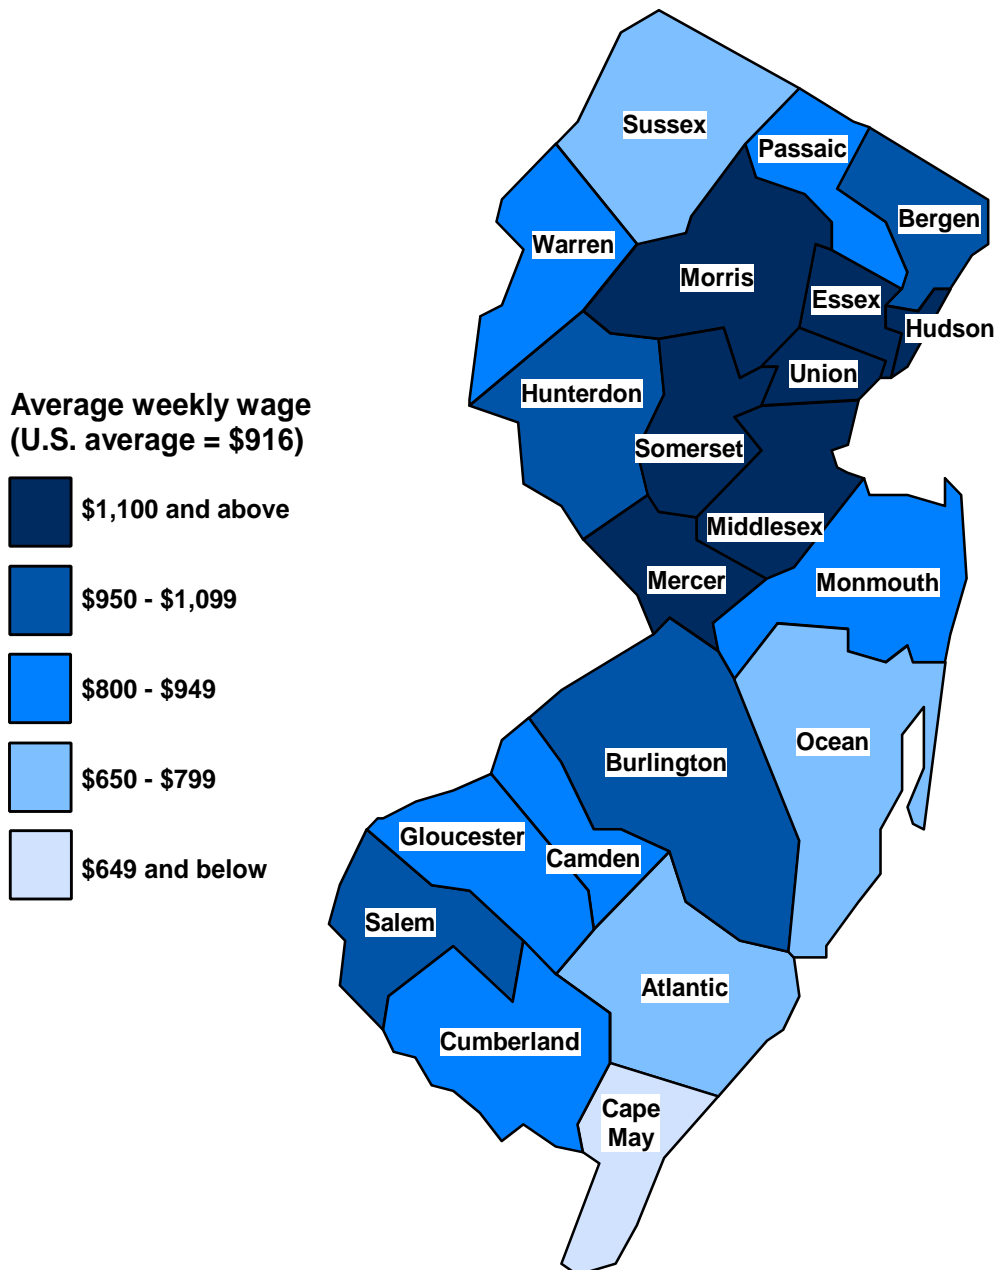 Sussex
Passaic
Bergen
Warren
Morris
Essex
Hudson
Union
Hunterdon
Average weekly wage
(U.S. average = $916)
Somerset
$1,100 and above
Middlesex
Mercer
Monmouth
$950 - $1,099
$800 - $949
Ocean
Burlington
$650 - $799
Gloucester
Camden
$649 and below
Salem
Atlantic
Cumberland
Cape
May